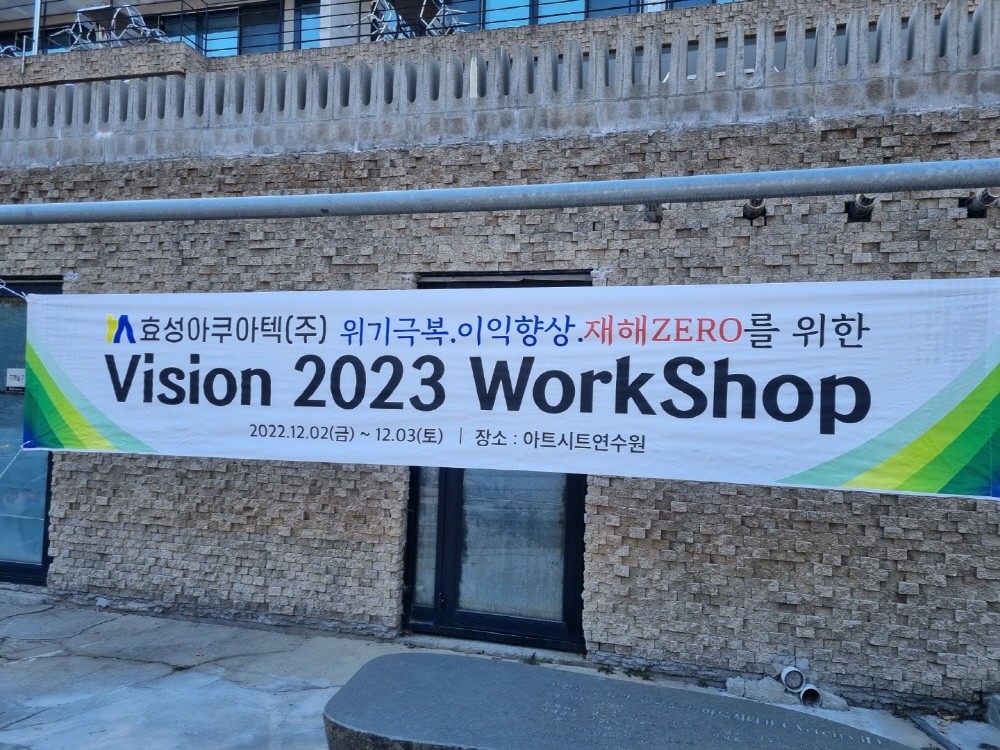 효성아쿠아텍(주) 위기극복.이익향상.재해ZERO를 위한
Vision 2023 WorkShop
2022.12.02(금) ~ 12.03(토) | 장소 : 아트시트연수원